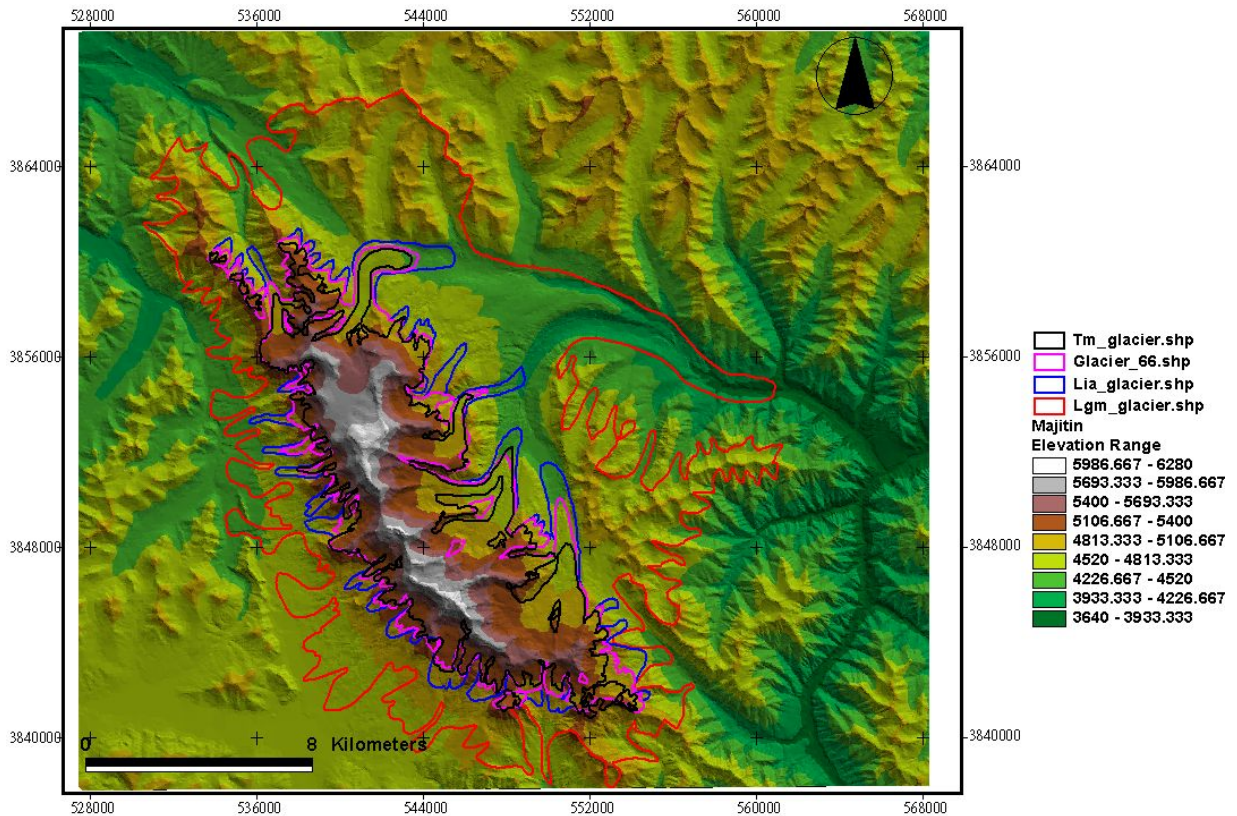 528000 536000 544000 552000 560000 568000
3864000 3864000
3856000 3856000
Tm_glacier.shp
Glacier_66.shp
Lia_glacier.shp
Lgm_glacier.shp
Majitin
Elevation Range
5986.667 - 6280
5693.333 - 5986.667
5400 - 5693.333
5106.667 - 5400
4813.333 - 5106.667
4520 - 4813.333
4226.667 - 4520
3933.333 - 4226.667
3640 - 3933.333
3848000 3848000
3840000 3840000
0 8 Kilometers
528000 536000 544000 552000 560000 568000